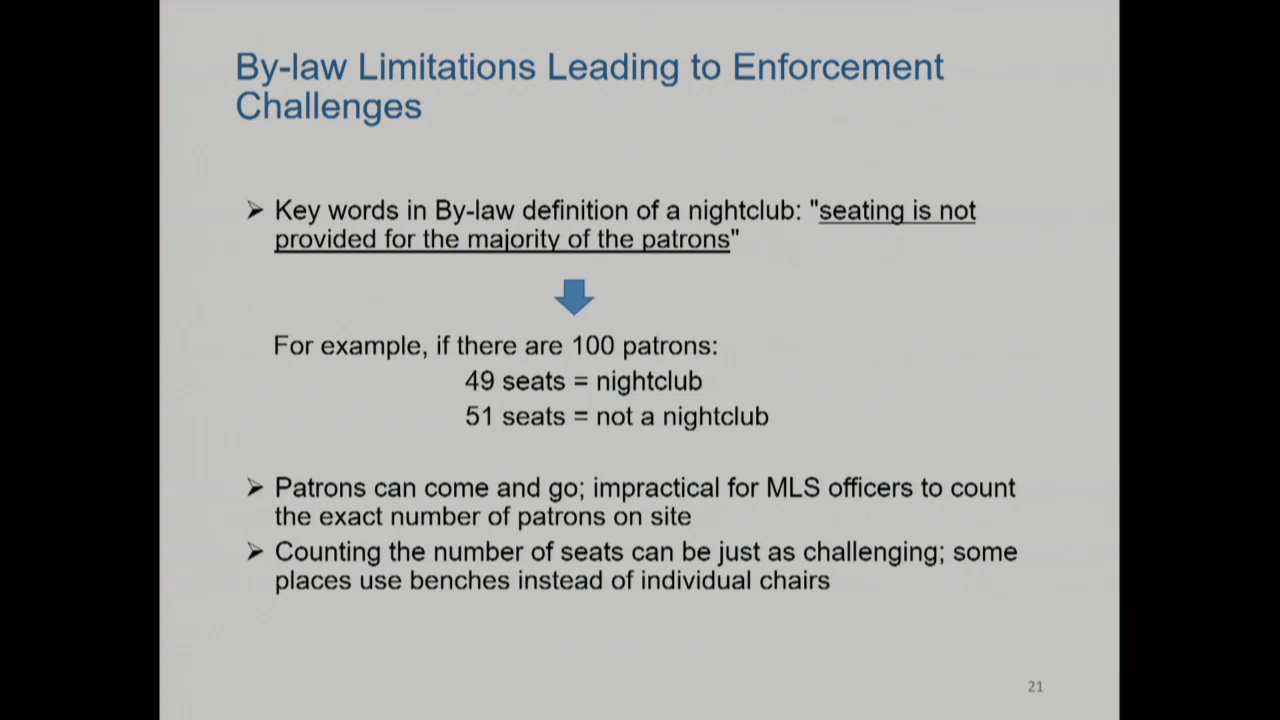 By-law Limitations Leading to Enforcement
Challenges
➢ Key words in By-law definition of a nightclub: "seating is not
provided for the majority of the patrons"
For example, if there are 100 patrons:
49 seats = nightclub
51 seats = not a nightclub
➢ Patrons can come and go; impractical for MLS officers to count
the exact number of patrons on site
➢ Counting the number of seats can be just as challenging; some
places use benches instead of individual chairs
21